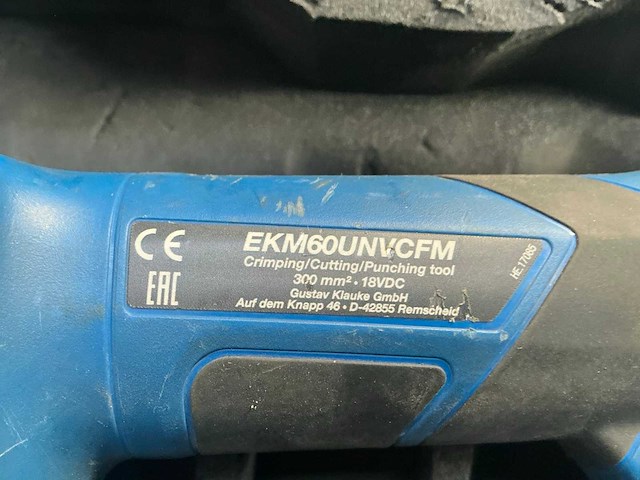 CE
EKM60UNVCFM
Crimping/Cutting/Punching tool
300 mm² • 18VDC
Gustav Klauke GmbH
Auf dem Knapp 46 • D-42855 Remscheid
EAC
HE.17085